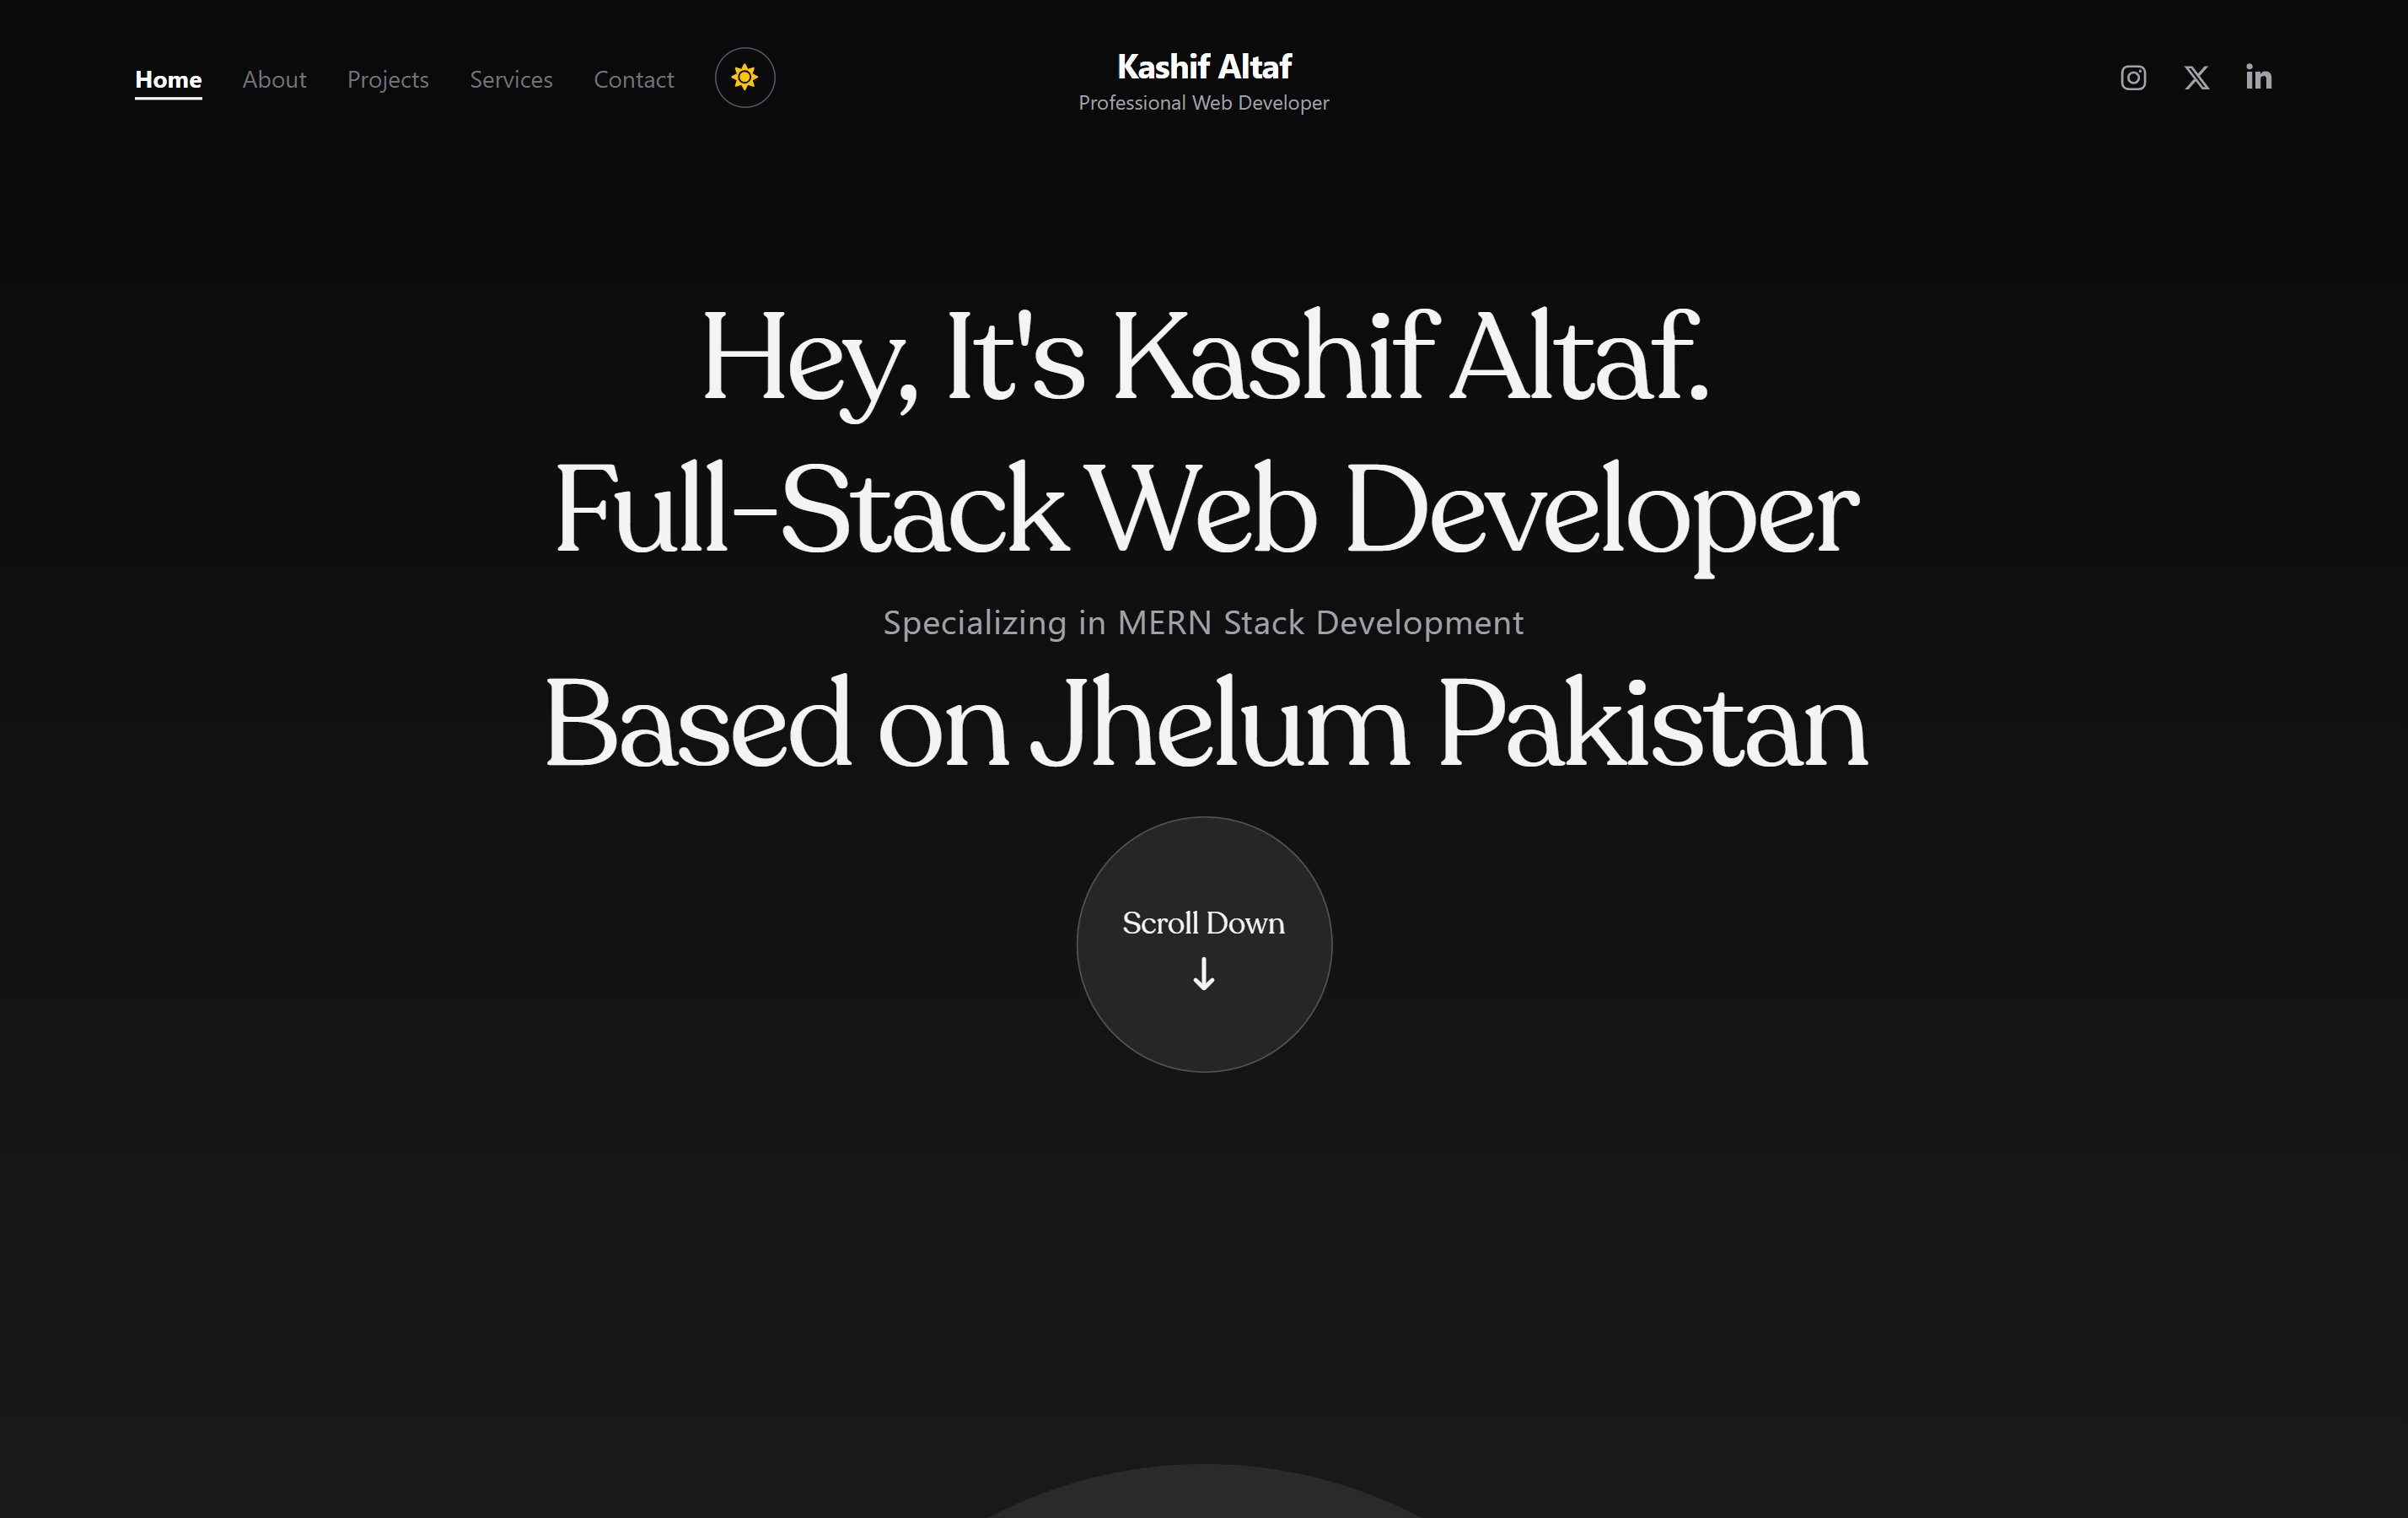 Home About Projects Services Contact
Kashif Altaf
Professional Web Developer
Hey, It's Kashif Altaf.
Full-Stack Web Developer
Specializing in MERN Stack Development
Based on Jhelum Pakistan
Scroll Down